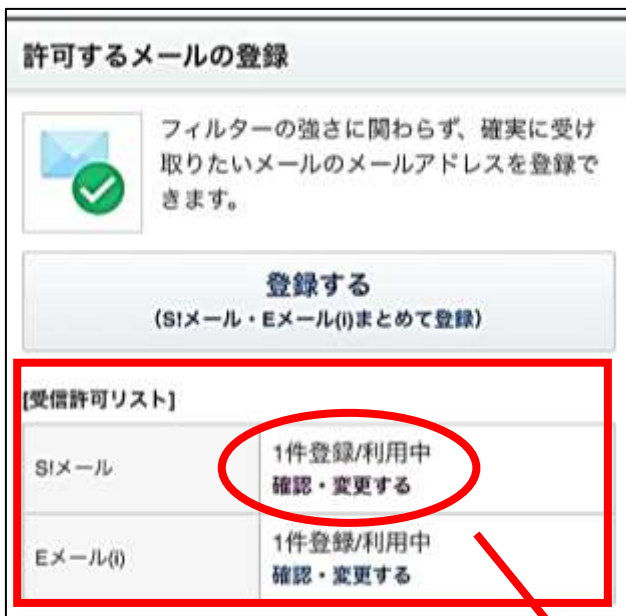 許可するメールの登録
フィルターの強さに関わらず、確実に受け
取りたいメールのメールアドレスを登録で
きます。
登録する
(S!メール・Eメール(i)まとめて登録)
[受信許可リスト]
S!メール
1件登録/利用中
確認・変更する
Eメール(i)
1件登録/利用中
確認・変更する